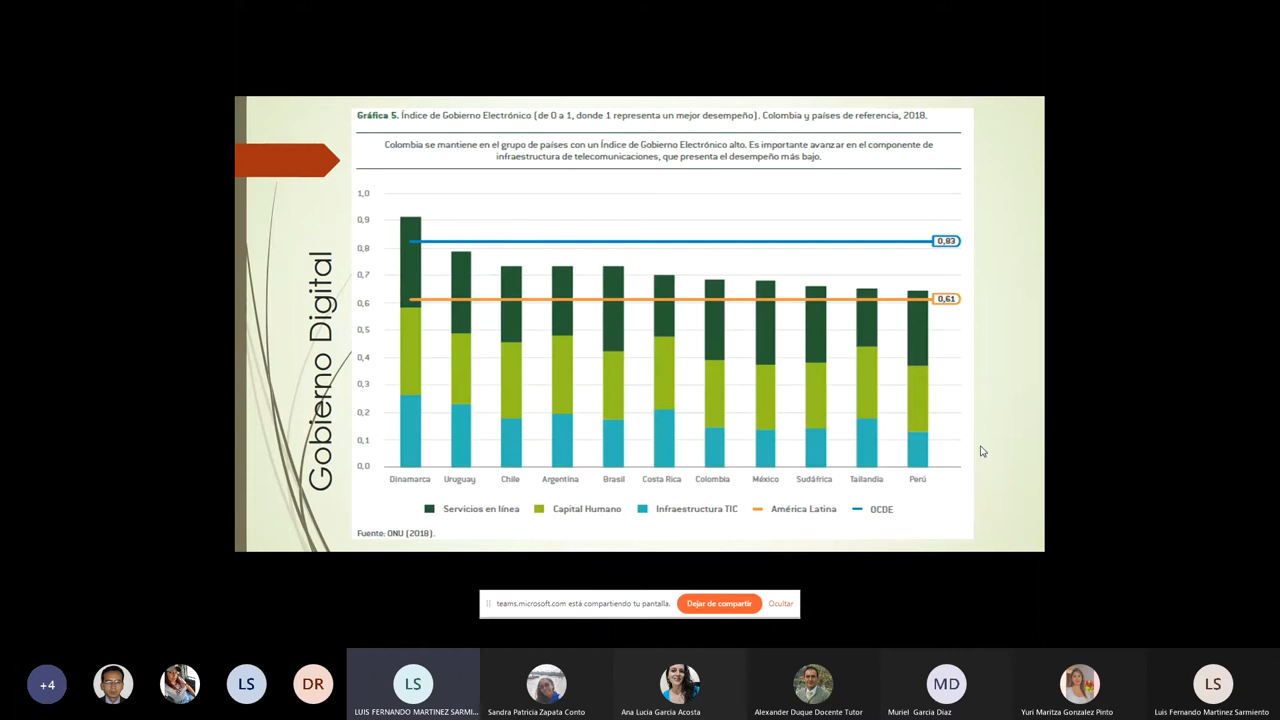 Gráfica 5. Índice de Gobierno Electrónico (de 0 a 1, donde 1 representa un mejor desempeño). Colombia y países de referencia, 2018.
Colombia se mantiene en el grupo de países con un Índice de Gobierno Electrónico alto. Es importante avanzar en el componente de
infraestructura de telecomunicaciones, que presenta el desempeño más bajo.
Gobierno Digital
1,0
0,9
0,8
0,7
0,6
0,5
0,4
0,3
0,2
0,1
0,0
0,83
0,61
Dinamarca Uruguay Chile Argentina Brasil Costa Rica Colombia México Sudáfrica Tailandia Perú
Servicios en línea Capital Humano Infraestructura TIC América Latina OCDE
Fuente: ONU (2018).
teams.microsoft.com está compartiendo tu pantalla. Dejar de compartir Ocultar
+4 LS DR LS MD LS
LUIS FERNANDO MARTINEZ SARMI... Sandra Patricia Zapata Conto Ana Lucia Garcia Acosta Alexander Duque Docente Tutor Muriel Garcia Diaz Yuri Maritza Gonzalez Pinto Luis Fernando Martinez Sarmiento